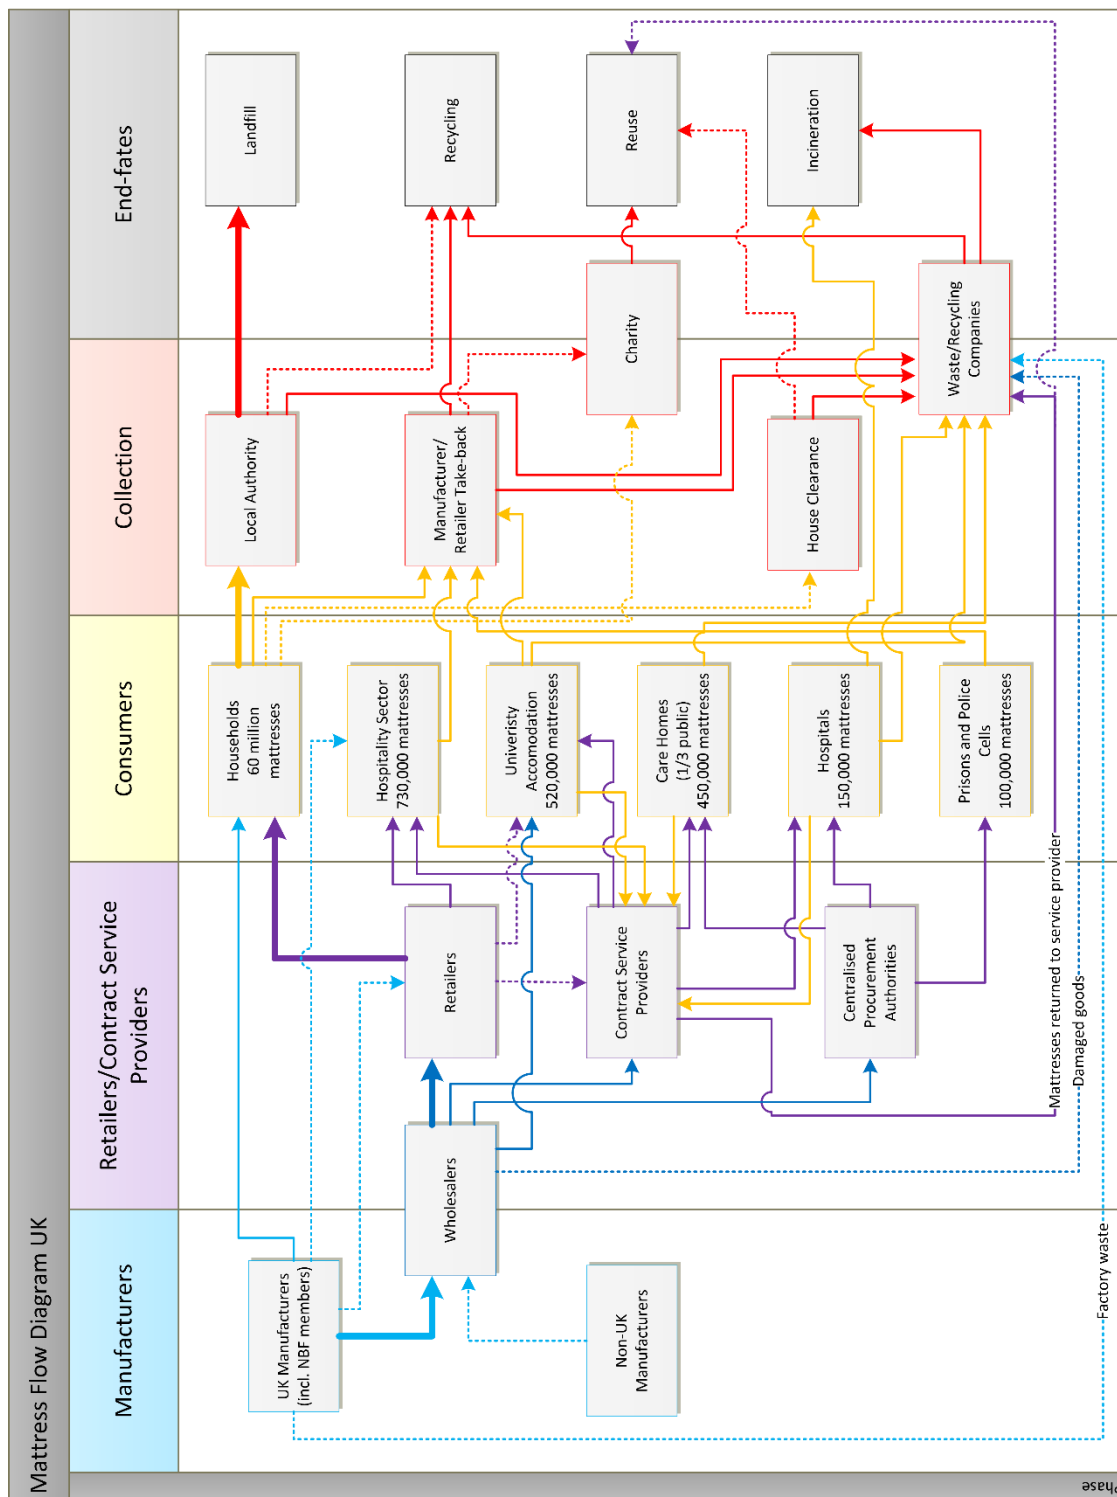 Mattress Flow Diagram UK
Manufacturers
Retailers/Contract Service
Providers
Consumers
Collection
End-fates
UK Manufacturers
(incl. NBF members)
Non-UK
Manufacturers
Wholesalers
Retailers
Contract Service
Providers
Centralised
Procurement
Authorities
Households
60 million
mattresses
Hospitality Sector
730,000 mattresses
Univeristy
Accomodation
520,000 mattresses
Care Homes
(1/3 public)
450,000 mattresses
Hospitals
150,000 mattresses
Prisons and Police
Cells
100,000 mattresses
Local Authority
Manufacturer/
Retailer Take-back
Charity
House Clearance
Waste/Recycling
Companies
Landfill
Recycling
Reuse
Incineration
Mattresses returned to service provider
Damaged goods
Factory waste
Phase